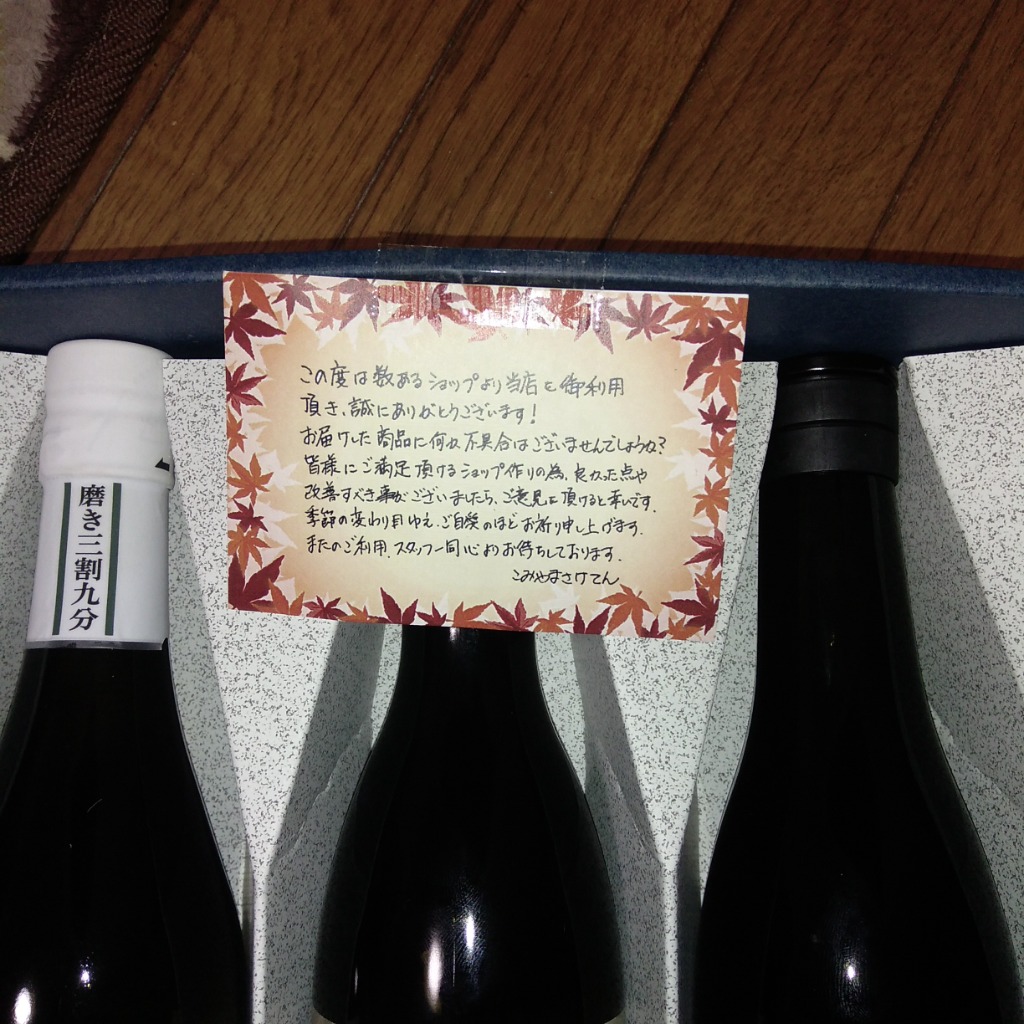 この度は数あるショップより当店を御利用
頂き、誠にありがとうございます!
お届けした商品に何か不具合はございませんでしょうか?
皆様にご満足頂けるショップ作りの為、良かった点や
改善すべき事がございましたら、ご意見を頂けると幸いです.
季節の変わり目ゆえ、ご自愛のほどお祈り申し上げます.
またのご利用、スタッフ一同心よりお待ちしております.
こみやまさけてん
磨き三割九分